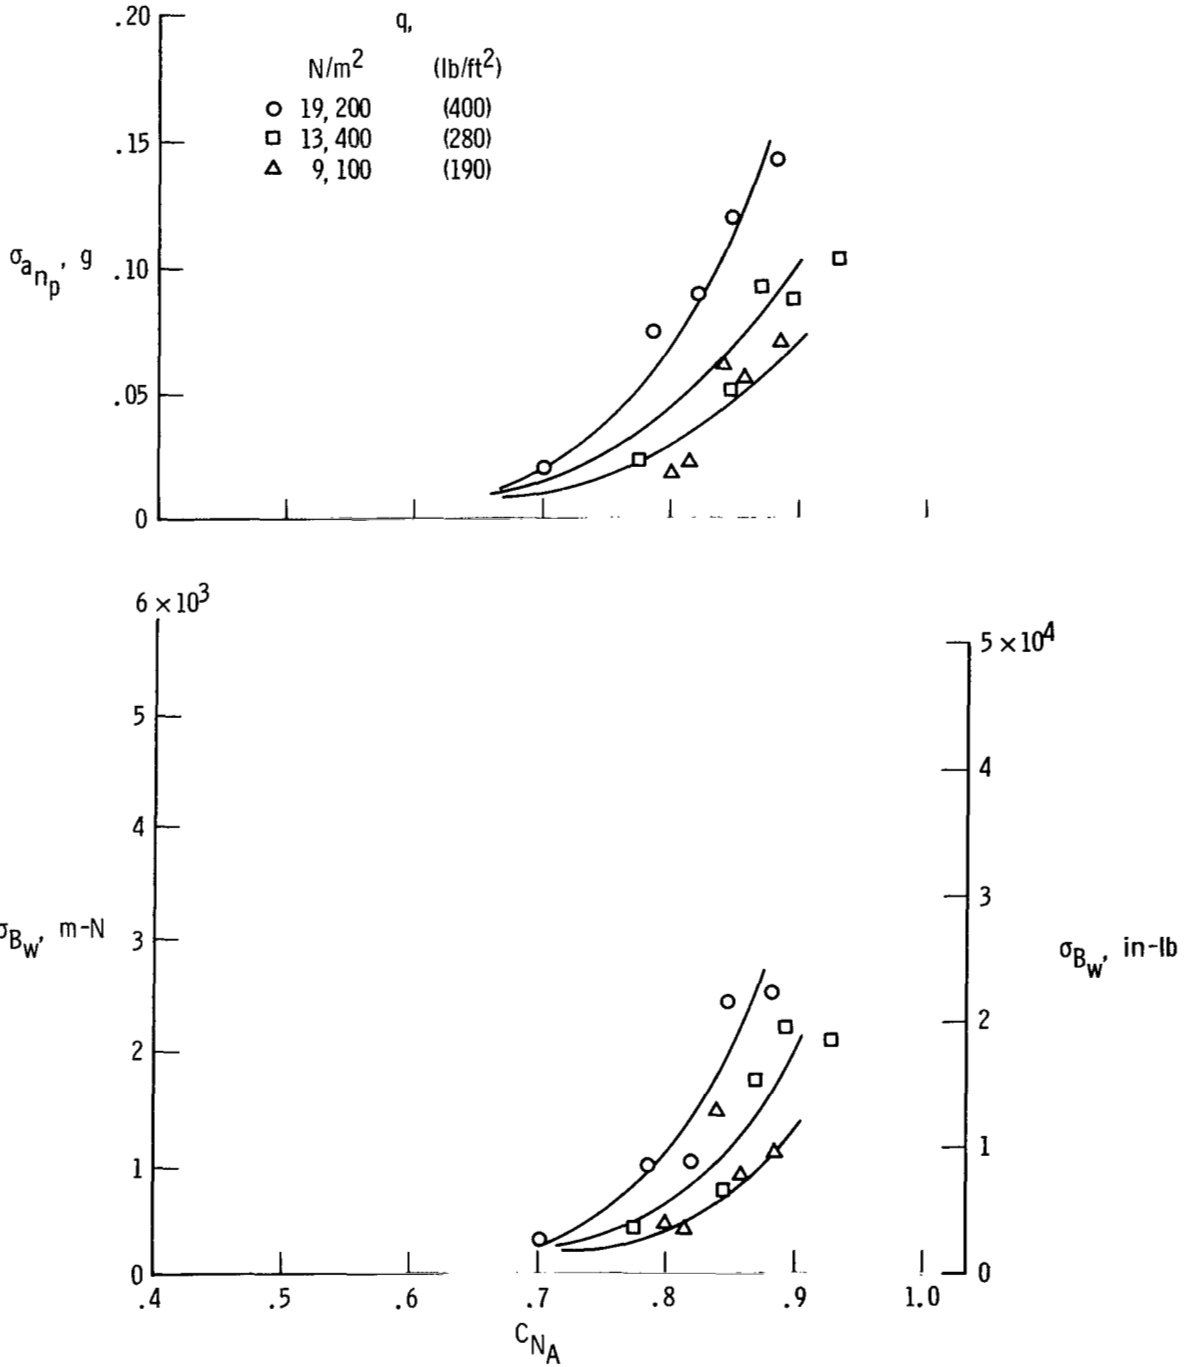 .20
q,
N/m2 (lb/ft2)
19,200 (400)
13,400 (280)
9,100 (190)
.15
σanp, g
.10
.05
0
6 × 103
5 × 104
5
4
4
3
σBw, m-N
3
σBw, in-lb
2
2
1
1
0
0
.4 .5 .6 .7 .8 .9 1.0
CNA